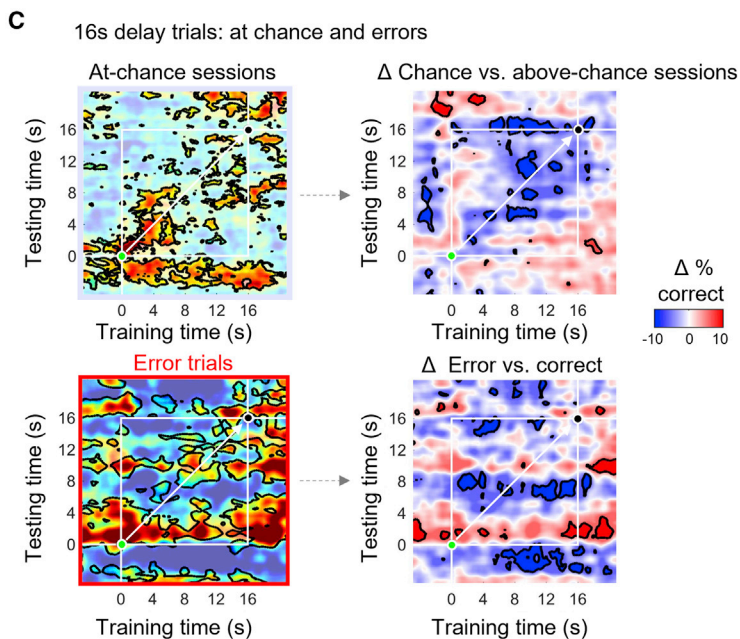 C
16s delay trials: at chance and errors
At-chance sessions
Δ Chance vs. above-chance sessions
Testing time (s)
16
12
8
4
0
0 4 8 12 16
Training time (s)
Testing time (s)
16
12
8
4
0
0 4 8 12 16
Training time (s)
Δ %
correct
-10 0 10
Error trials
Δ Error vs. correct
Testing time (s)
16
12
8
4
0
0 4 8 12 16
Training time (s)
Testing time (s)
16
12
8
4
0
0 4 8 12 16
Training time (s)